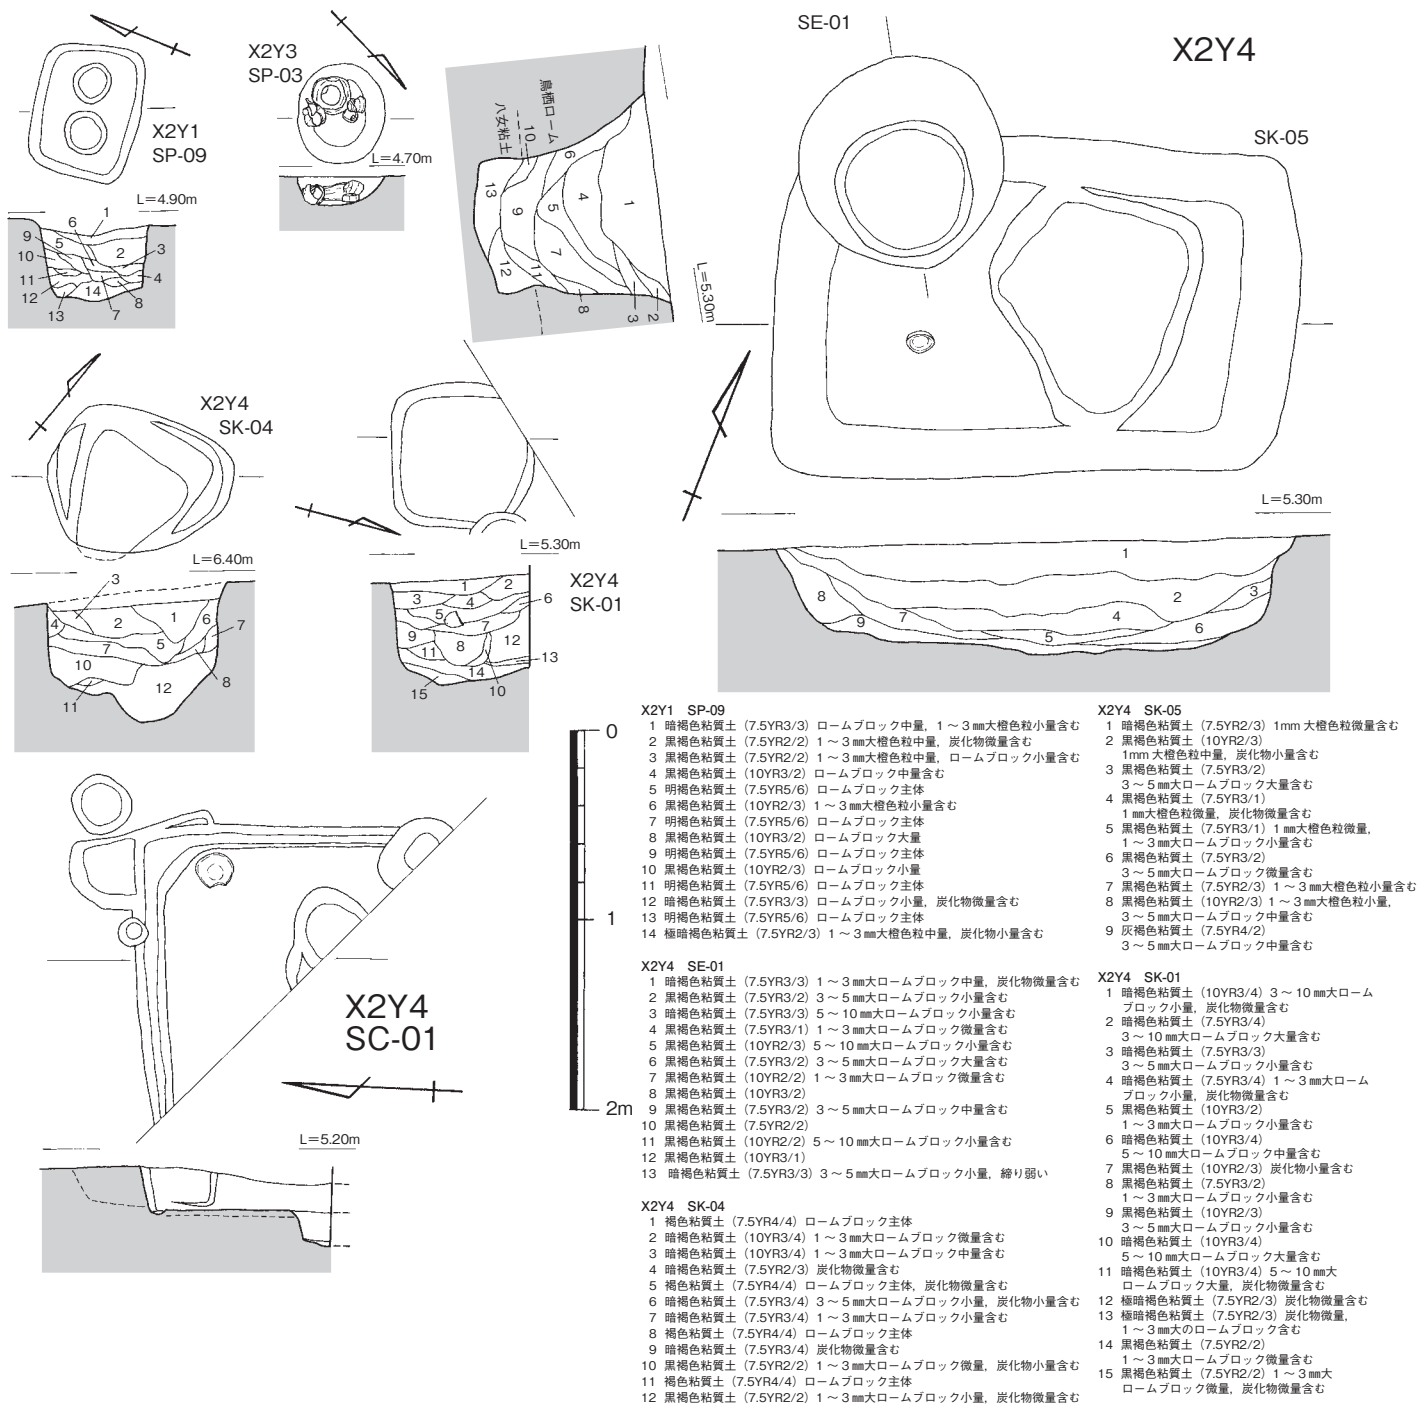 SE-01
X2Y4
SK-05
X2Y3
SP-03
X2Y1
SP-09
L=4.70m
L=4.90m
鳥栖ローム
八女粘土
10
6
13
9
5
4
1
7
12
11
8
3
2
L=5.30m
1
6
9
5
2
3
10
4
11
12
14
8
13
7
X2Y4
SK-04
L=6.40m
3
1
2
6
4
7
7
5
10
12
8
11
L=5.30m
X2Y4
SK-01
1
2
3
4
6
5
7
9
8
12
11
13
14
15
10
L=5.30m
1
2
3
8
7
4
9
5
6
0
1
2m
X2Y4
SC-01
L=5.20m
X2Y1 SP-09
1 暗褐色粘質土(7.5YR3/3)ロームブロック中量,1~3㎜大橙色粒小量含む
2 黒褐色粘質土(7.5YR2/2)1~3㎜大橙色粒中量,炭化物微量含む
3 黒褐色粘質土(7.5YR2/2)1~3㎜大橙色粒中量,ロームブロック小量含む
4 黒褐色粘質土(10YR3/2)ロームブロック中量含む
5 明褐色粘質土(7.5YR5/6)ロームブロック主体
6 黒褐色粘質土(10YR2/3)1~3㎜大橙色粒小量含む
7 明褐色粘質土(7.5YR5/6)ロームブロック主体
8 黒褐色粘質土(10YR3/2)ロームブロック大量
9 明褐色粘質土(7.5YR5/6)ロームブロック主体
10 黒褐色粘質土(10YR2/3)ロームブロック小量
11 明褐色粘質土(7.5YR5/6)ロームブロック主体
12 暗褐色粘質土(7.5YR3/3)ロームブロック小量,炭化物微量含む
13 明褐色粘質土(7.5YR5/6)ロームブロック主体
14 極暗褐色粘質土(7.5YR2/3)1~3㎜大橙色粒中量,炭化物小量含む
X2Y4 SE-01
1 暗褐色粘質土(7.5YR3/3)1~3㎜大ロームブロック中量,炭化物微量含む
2 黒褐色粘質土(7.5YR3/2)3~5㎜大ロームブロック小量含む
3 暗褐色粘質土(7.5YR3/3)5~10㎜大ロームブロック小量含む
4 黒褐色粘質土(7.5YR3/1)1~3㎜大ロームブロック微量含む
5 黒褐色粘質土(10YR2/3)5~10㎜大ロームブロック小量含む
6 黒褐色粘質土(7.5YR3/2)3~5㎜大ロームブロック大量含む
7 黒褐色粘質土(10YR2/2)1~3㎜大ロームブロック微量含む
8 黒褐色粘質土(10YR3/2)
9 黒褐色粘質土(7.5YR3/2)3~5㎜大ロームブロック中量含む
10 黒褐色粘質土(7.5YR2/2)
11 黒褐色粘質土(10YR2/2)5~10㎜大ロームブロック小量含む
12 黒褐色粘質土(10YR3/1)
13 暗褐色粘質土(7.5YR3/3)3~5㎜大ロームブロック小量,締り弱い
X2Y4 SK-04
1 褐色粘質土(7.5YR4/4)ロームブロック主体
2 暗褐色粘質土(10YR3/4)1~3㎜大ロームブロック微量含む
3 暗褐色粘質土(10YR3/4)1~3㎜大ロームブロック中量含む
4 暗褐色粘質土(7.5YR2/3)炭化物微量含む
5 褐色粘質土(7.5YR4/4)ロームブロック主体,炭化物微量含む
6 暗褐色粘質土(7.5YR3/4)3~5㎜大ロームブロック小量,炭化物小量含む
7 暗褐色粘質土(7.5YR3/4)1~3㎜大ロームブロック小量含む
8 褐色粘質土(7.5YR4/4)ロームブロック主体
9 暗褐色粘質土(7.5YR3/4)炭化物微量含む
10 黒褐色粘質土(7.5YR2/2)1~3㎜大ロームブロック微量,炭化物小量含む
11 褐色粘質土(7.5YR4/4)ロームブロック主体
12 黒褐色粘質土(7.5YR2/2)1~3㎜大ロームブロック小量,炭化物微量含む
X2Y4 SK-05
1 暗褐色粘質土(7.5YR2/3)1mm大橙色粒微量含む
2 黒褐色粘質土(10YR2/3)
1mm大橙色粒中量,炭化物小量含む
3 黒褐色粘質土(7.5YR3/2)
3~5㎜大ロームブロック大量含む
4 黒褐色粘質土(7.5YR3/1)
1㎜大橙色粒微量,炭化物微量含む
5 黒褐色粘質土(7.5YR3/1)1㎜大橙色粒微量,
1~3㎜大ロームブロック小量含む
6 黒褐色粘質土(7.5YR3/2)
3~5㎜大ロームブロック微量含む
7 黒褐色粘質土(7.5YR2/3)1~3㎜大橙色粒小量含む
8 黒褐色粘質土(10YR2/3)1~3㎜大橙色粒小量,
3~5㎜大ロームブロック中量含む
9 灰褐色粘質土(7.5YR4/2)
3~5㎜大ロームブロック中量含む
X2Y4 SK-01
1 暗褐色粘質土(10YR3/4)3~10㎜大ローム
ブロック小量,炭化物微量含む
2 暗褐色粘質土(7.5YR3/4)
3~10㎜大ロームブロック大量含む
3 暗褐色粘質土(7.5YR3/3)
3~5㎜大ロームブロック小量含む
4 暗褐色粘質土(7.5YR3/4)1~3㎜大ローム
ブロック小量,炭化物微量含む
5 黒褐色粘質土(10YR3/2)
1~3㎜大ロームブロック小量含む
6 暗褐色粘質土(10YR3/4)
5~10㎜大ロームブロック中量含む
7 黒褐色粘質土(10YR2/3)炭化物小量含む
8 黒褐色粘質土(7.5YR3/2)
1~3㎜大ロームブロック小量含む
9 黒褐色粘質土(10YR2/3)
3~5㎜大ロームブロック小量含む
10 暗褐色粘質土(10YR3/4)
5~10㎜大ロームブロック大量含む
11 暗褐色粘質土(10YR3/4)5~10㎜大
ロームブロック大量,炭化物微量含む
12 極暗褐色粘質土(7.5YR2/3)炭化物微量含む
13 極暗褐色粘質土(7.5YR2/3)炭化物微量,
1~3㎜大のロームブロック含む
14 黒褐色粘質土(7.5YR2/2)
1~3㎜大ロームブロック微量含む
15 黒褐色粘質土(7.5YR2/2)1~3㎜大
ロームブロック微量,炭化物微量含む